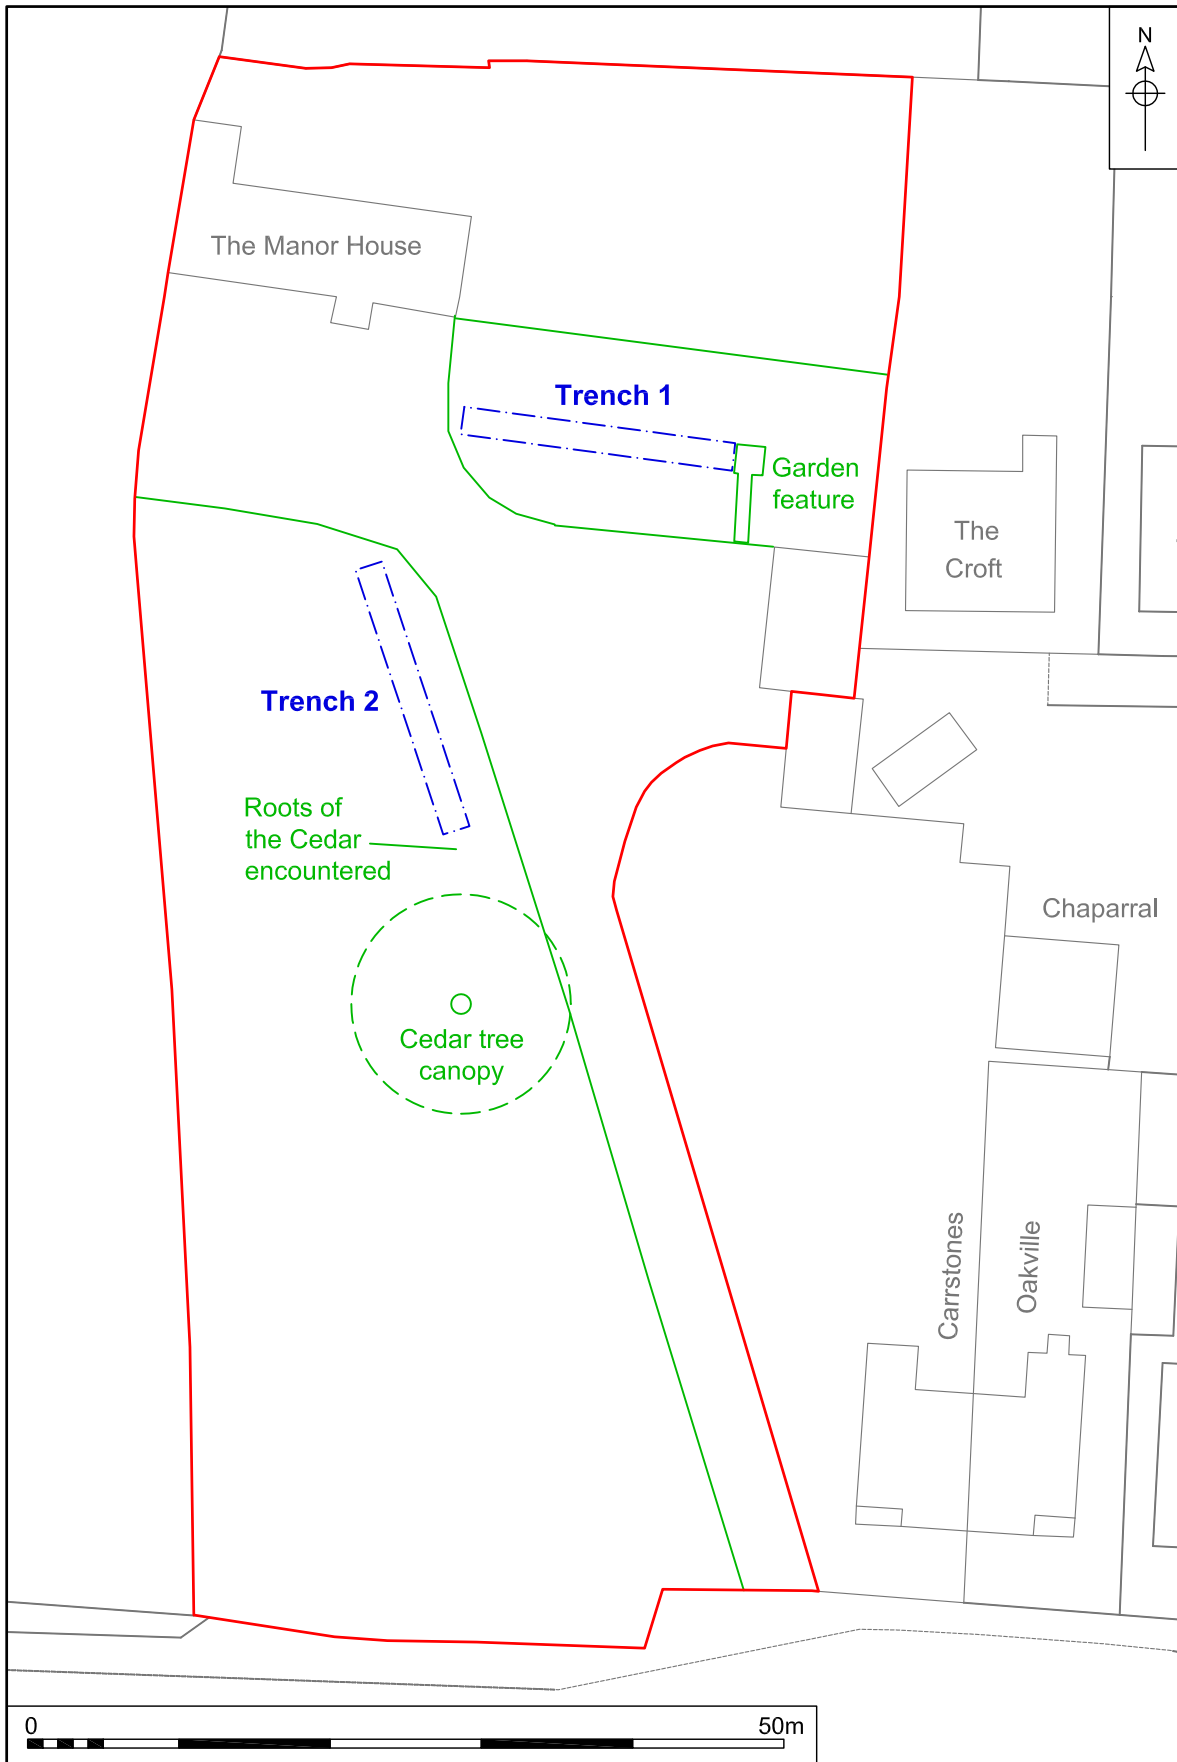 N
The Manor House
Trench 1
Garden
feature
The
Croft
Trench 2
Roots of
the Cedar
encountered
Chaparral
Cedar tree
canopy
Carrstones
Oakville
0
50m